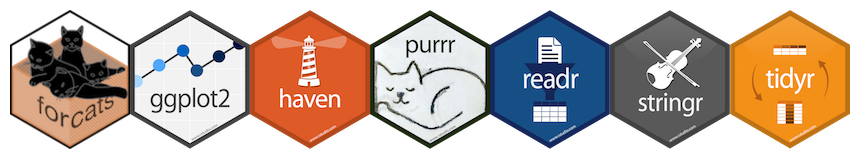 forcats
ggplot2
haven
purrr
readr
stringr
tidyr